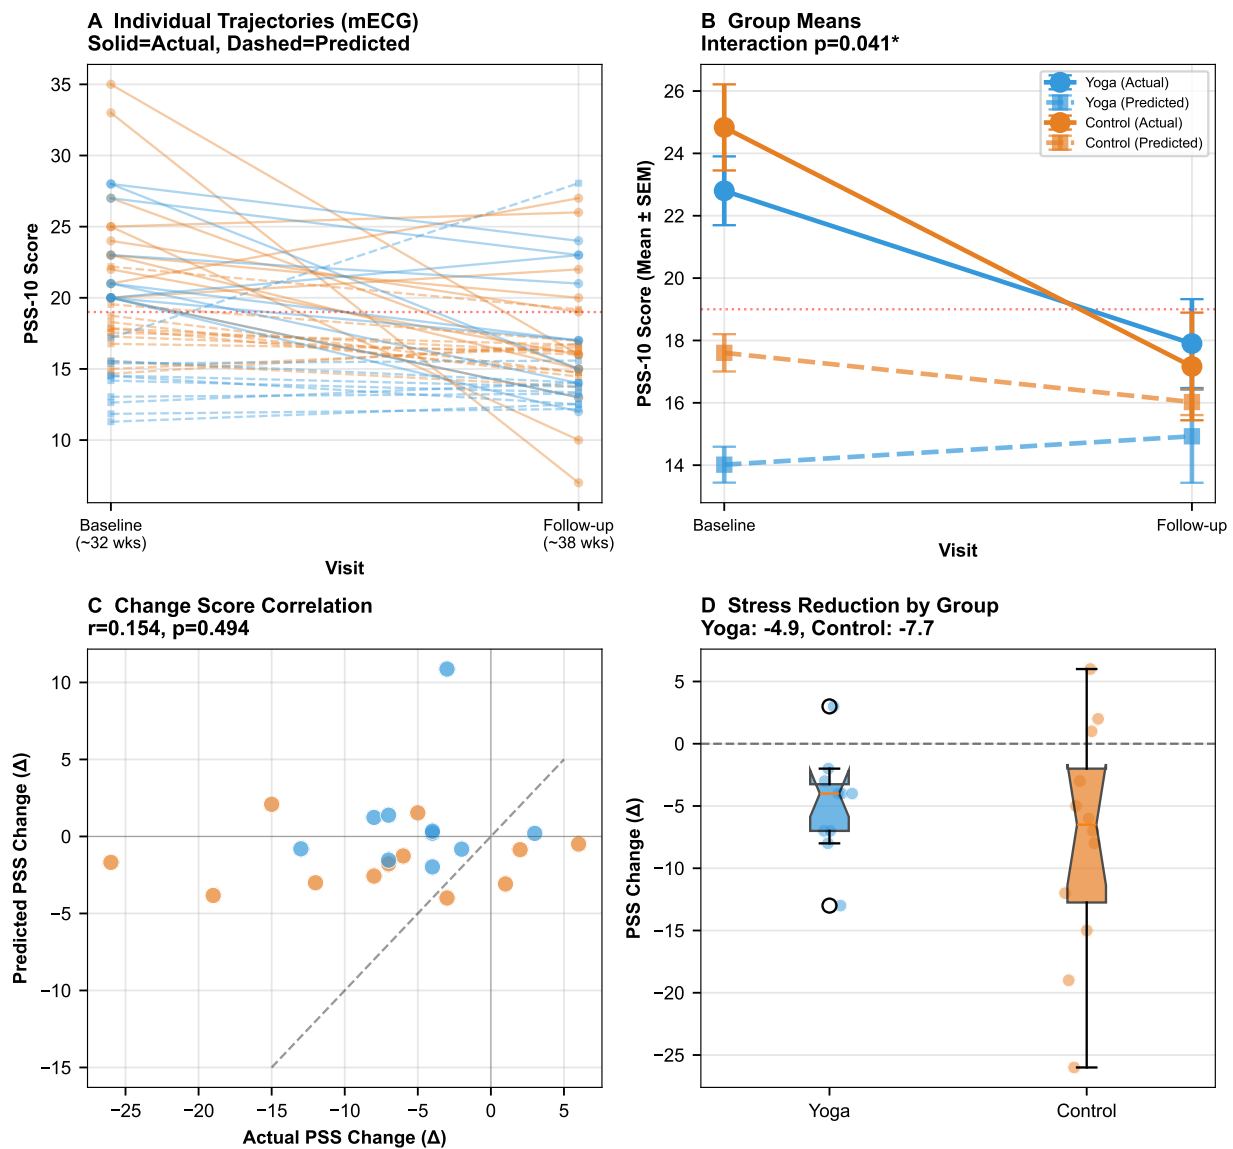 A  Individual Trajectories (mECG)
Solid=Actual, Dashed=Predicted
35
30
25
20
15
10
PSS-10 Score
Baseline
(~32 wks)
Follow-up
(~38 wks)
Visit
B  Group Means
Interaction p=0.041*
Yoga (Actual)
Yoga (Predicted)
Control (Actual)
Control (Predicted)
26
24
22
20
18
16
14
PSS-10 Score (Mean ± SEM)
Baseline
Follow-up
Visit
C  Change Score Correlation
r=0.154, p=0.494
10
5
0
−5
−10
−15
Predicted PSS Change (Δ)
−25
−20
−15
−10
−5
0
5
Actual PSS Change (Δ)
D  Stress Reduction by Group
Yoga: -4.9, Control: -7.7
5
0
−5
−10
−15
−20
−25
PSS Change (Δ)
Yoga
Control